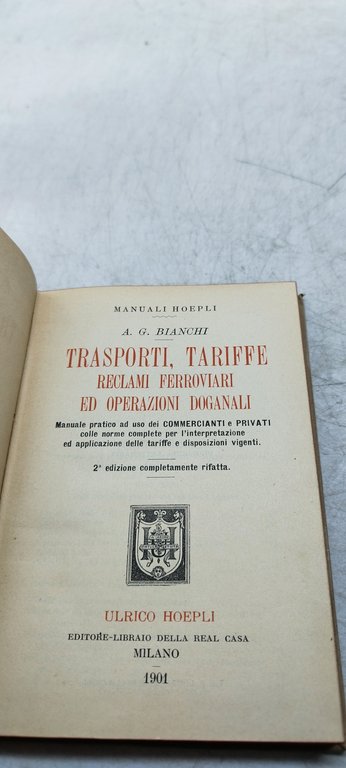 MANUALI HOEPLI
A. G. BIANCHI
TRASPORTI, TARIFFE
RECLAMI FERROVIARI
ED OPERAZIONI DOGANALI
Manuale pratico ad uso dei COMMERCIANTI e PRIVATI
colle norme complete per l'interpretazione
ed applicazione delle tariffe e disposizioni vigenti.
2ª edizione completamente rifatta.
ULRICO HOEPLI
EDITORE-LIBRAIO DELLA REAL CASA
MILANO
1901